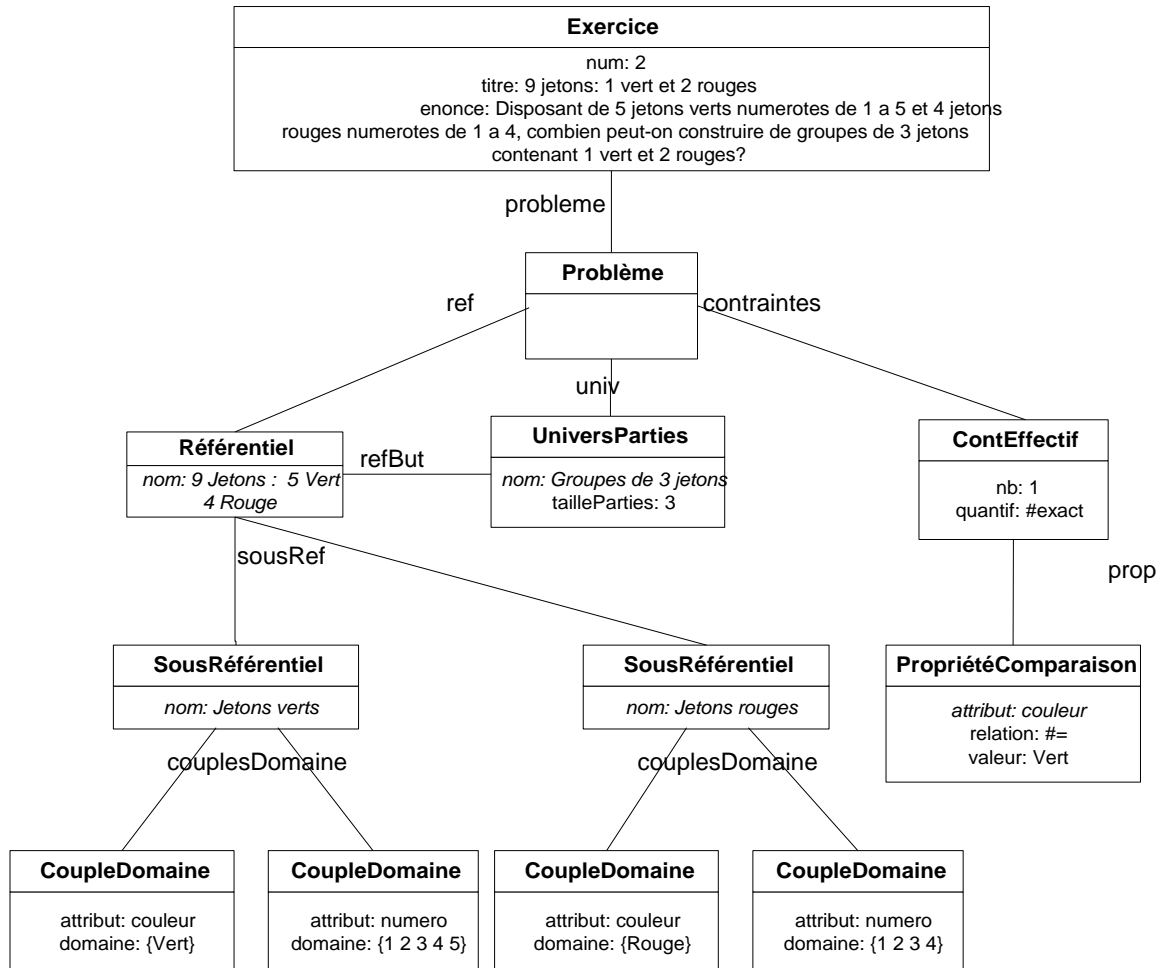 Exercice
num: 2
titre: 9 jetons: 1 vert et 2 rouges
enonce: Disposant de 5 jetons verts numerotes de 1 a 5 et 4 jetons
rouges numerotes de 1 a 4, combien peut-on construire de groupes de 3 jetons
contenant 1 vert et 2 rouges?
probleme
Problème
ref
contraintes
univ
Référentiel
nom: 9 Jetons : 5 Vert
4 Rouge
refBut
UniversParties
nom: Groupes de 3 jetons
tailleParties: 3
ContEffectif
nb: 1
quantif: #exact
sousRef
prop
SousRéférentiel
nom: Jetons verts
SousRéférentiel
nom: Jetons rouges
PropriétéComparaison
attribut: couleur
relation: #=
valeur: Vert
couplesDomaine
couplesDomaine
CoupleDomaine
attribut: couleur
domaine: {Vert}
CoupleDomaine
attribut: numero
domaine: {1 2 3 4 5}
CoupleDomaine
attribut: couleur
domaine: {Rouge}
CoupleDomaine
attribut: numero
domaine: {1 2 3 4}